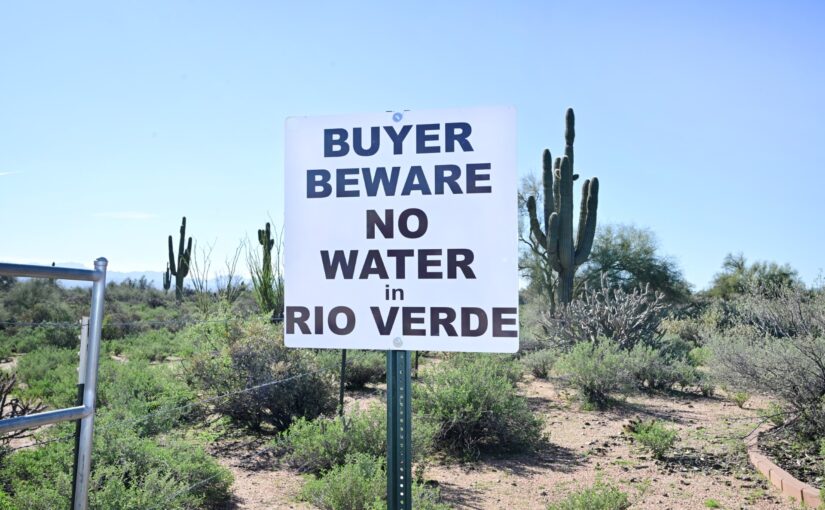 BUYER
BEWARE
NO
WATER
in
RIO VERDE